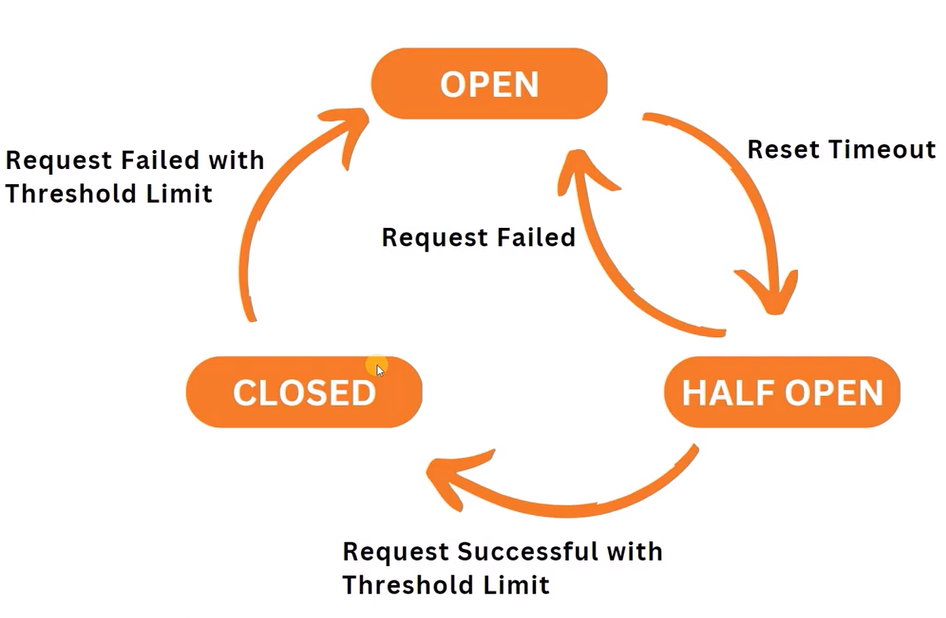 OPEN
Request Failed with
Threshold Limit
Reset Timeout
Request Failed
CLOSED
HALF OPEN
Request Successful with
Threshold Limit